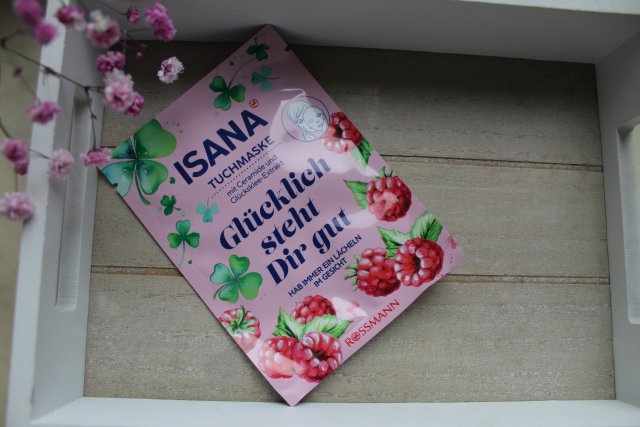 ISANA
TUCHMASKE
mit Ceramide und
Glücksklee-Extrakt
Glücklich
steht
Dir gut
HAB IMMER EIN LÄCHELN
IM GESICHT
ROSSMANN